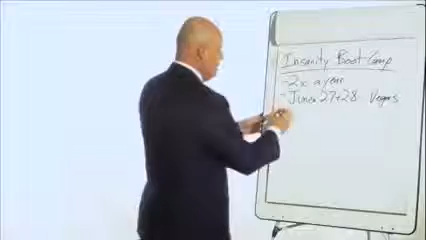 Insanity Boot Camp
- 2x a year
- June 27+28 Vegas